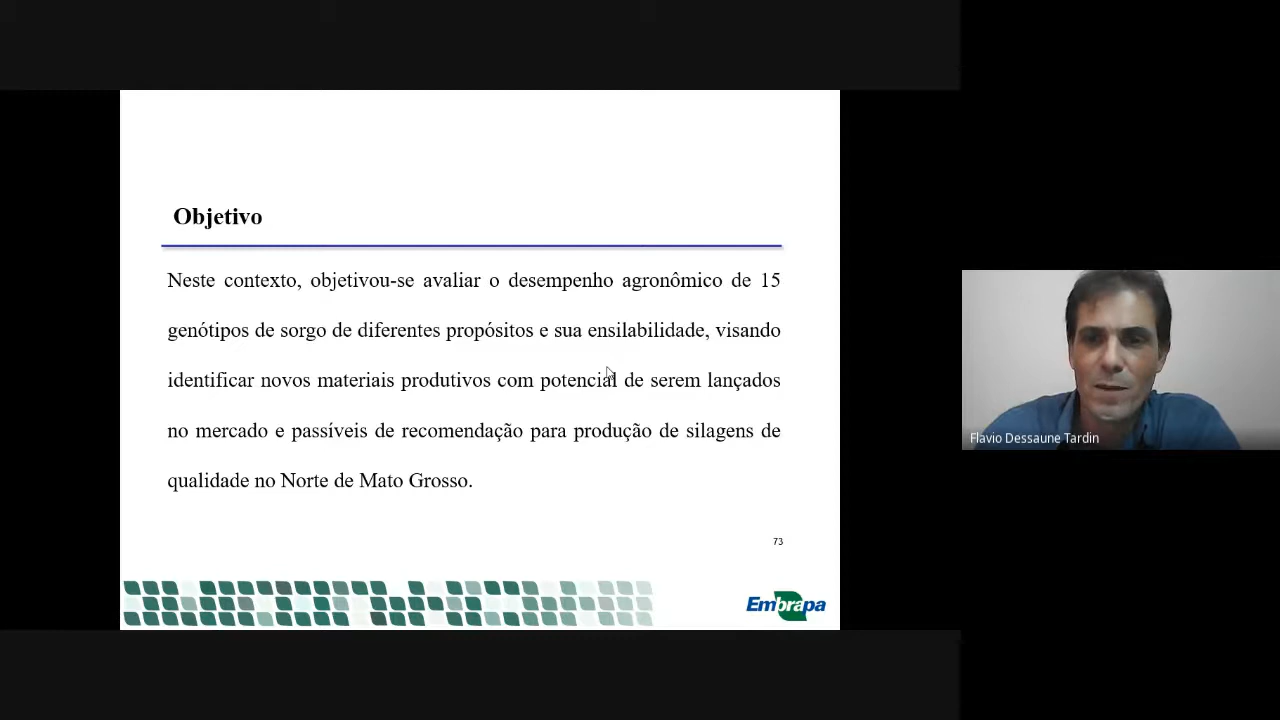 Objetivo
Neste contexto, objetivou-se avaliar o desempenho agronômico de 15
genótipos de sorgo de diferentes propósitos e sua ensilabilidade, visando
identificar novos materiais produtivos com potencial de serem lançados
no mercado e passíveis de recomendação para produção de silagens de
qualidade no Norte de Mato Grosso.
73
Embrapa
Flavio Dessaune Tardin